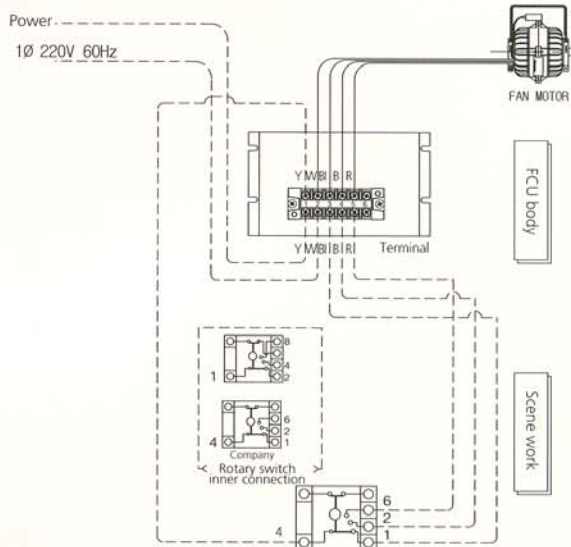 Power
1Ø 220V 60Hz
FAN MOTOR
Y W Bl B R
Y W Bl B R
Terminal
FCU body
8
4
1
2
6
2
4
1
Company
Rotary switch
inner connection
Scene work
6
2
4
1